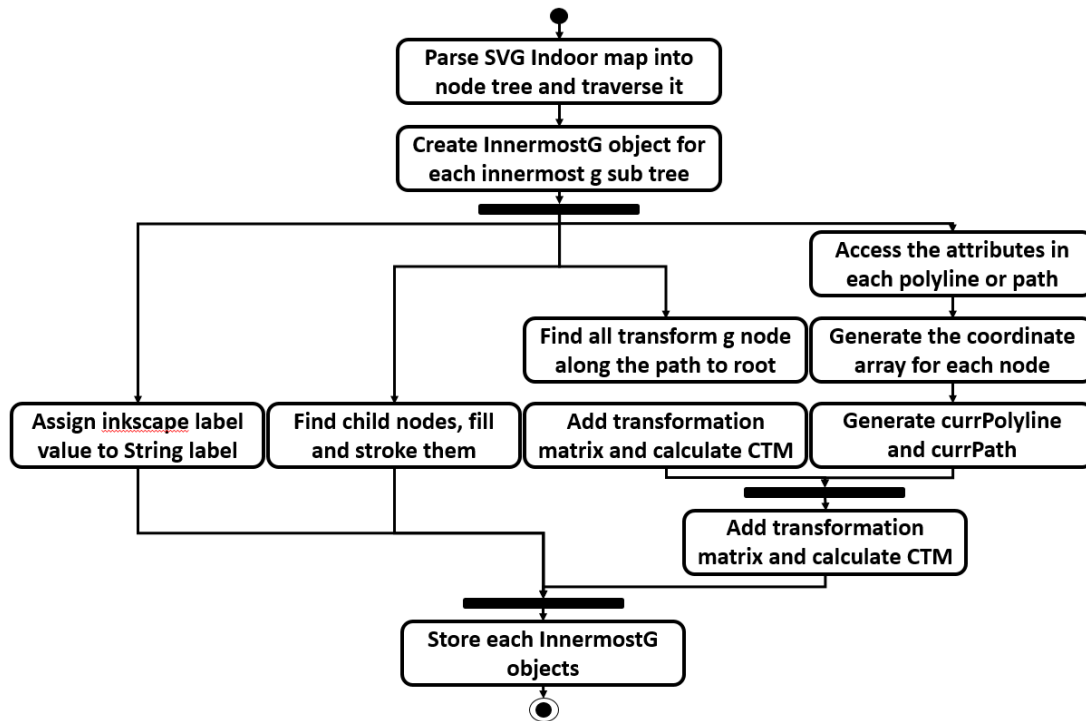 Parse SVG Indoor map into
node tree and traverse it
Create InnermostG object for
each innermost g sub tree
Access the attributes in
each polyline or path
Find all transform g node
along the path to root
Generate the coordinate
array for each node
Assign inkscape label
value to String label
Find child nodes, fill
and stroke them
Add transformation
matrix and calculate CTM
Generate currPolyline
and currPath
Add transformation
matrix and calculate CTM
Store each InnermostG
objects